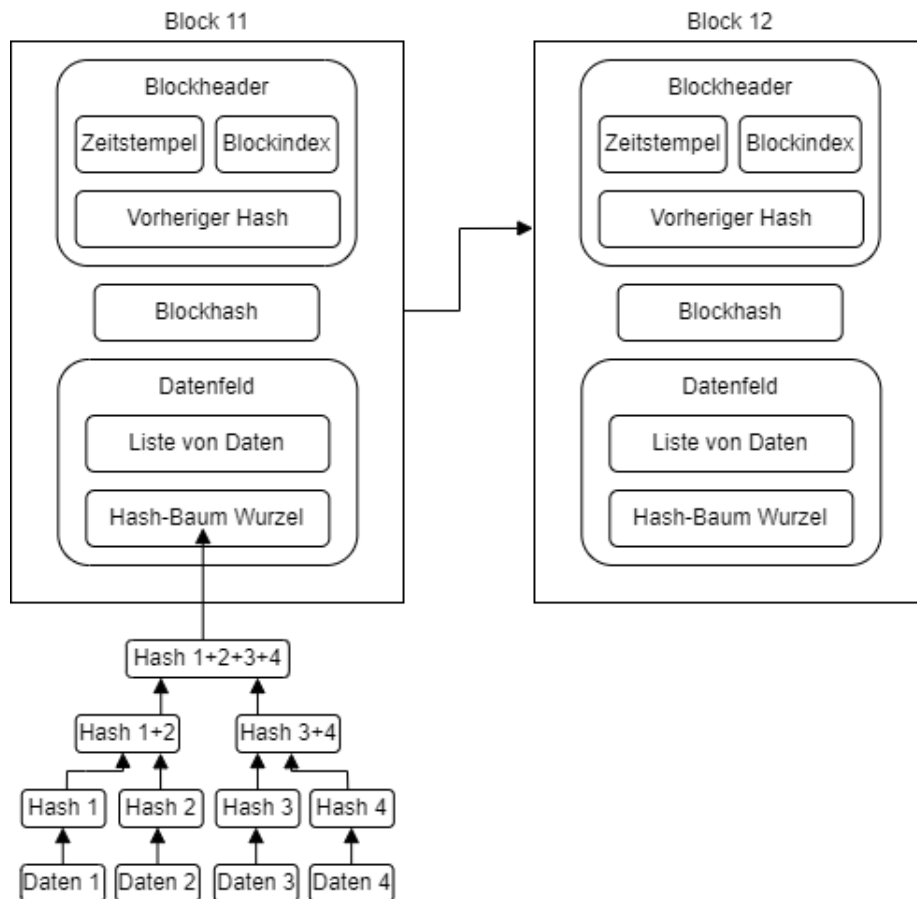 Block 11
Blockheader
Zeitstempel
Blockindex
Vorheriger Hash
Blockhash
Datenfeld
Liste von Daten
Hash-Baum Wurzel
Block 12
Blockheader
Zeitstempel
Blockindex
Vorheriger Hash
Blockhash
Datenfeld
Liste von Daten
Hash-Baum Wurzel
Hash 1+2+3+4
Hash 1+2
Hash 3+4
Hash 1
Hash 2
Hash 3
Hash 4
Daten 1
Daten 2
Daten 3
Daten 4